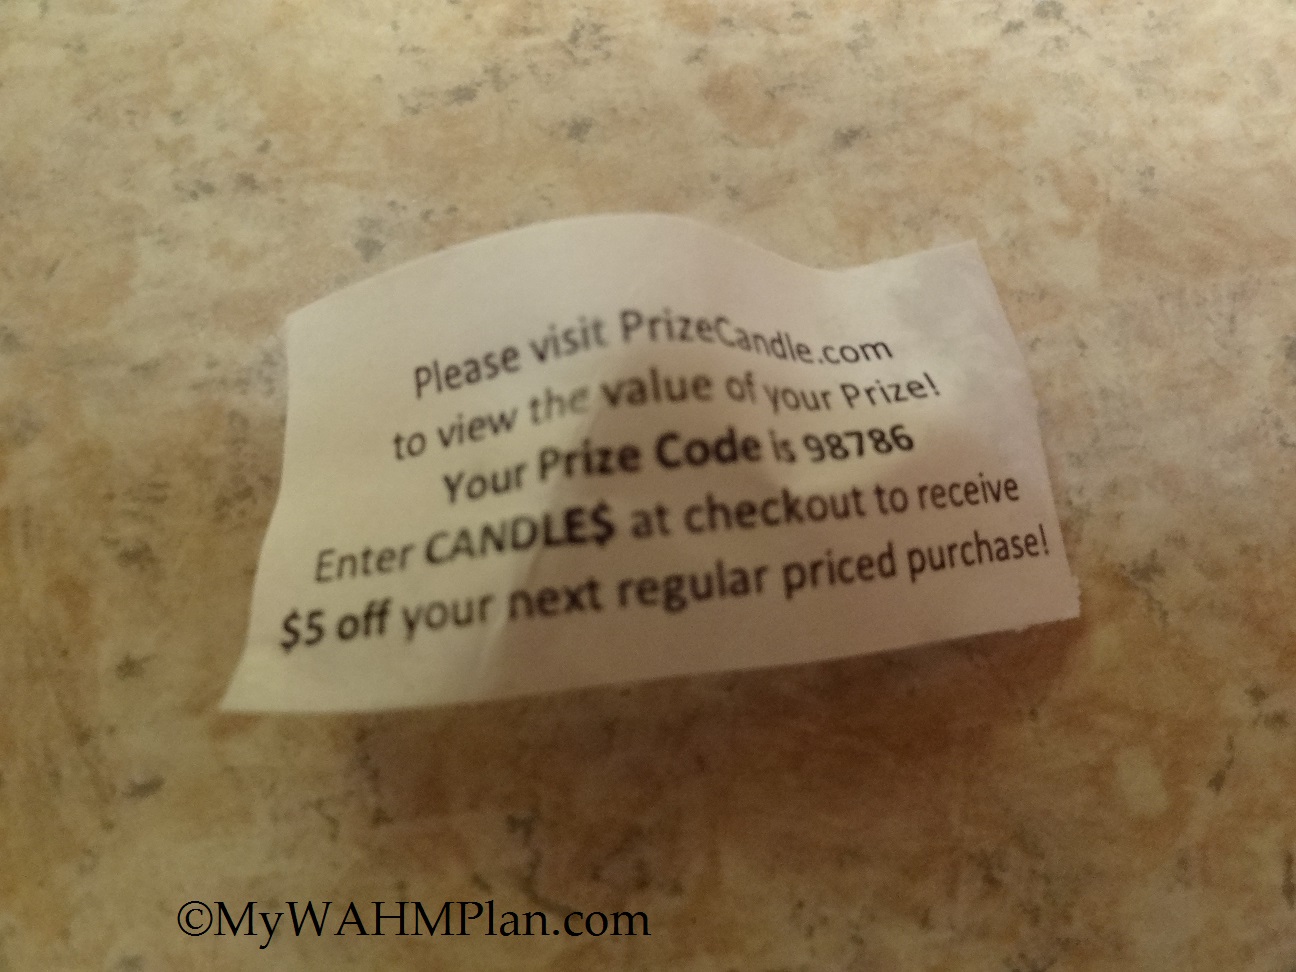 Please visit PrizeCandle.com
to view the value of your Prize!
Your Prize Code is 98786
Enter CANDLE$ at checkout to receive
$5 off your next regular priced purchase!
©MyWAHMPlan.com